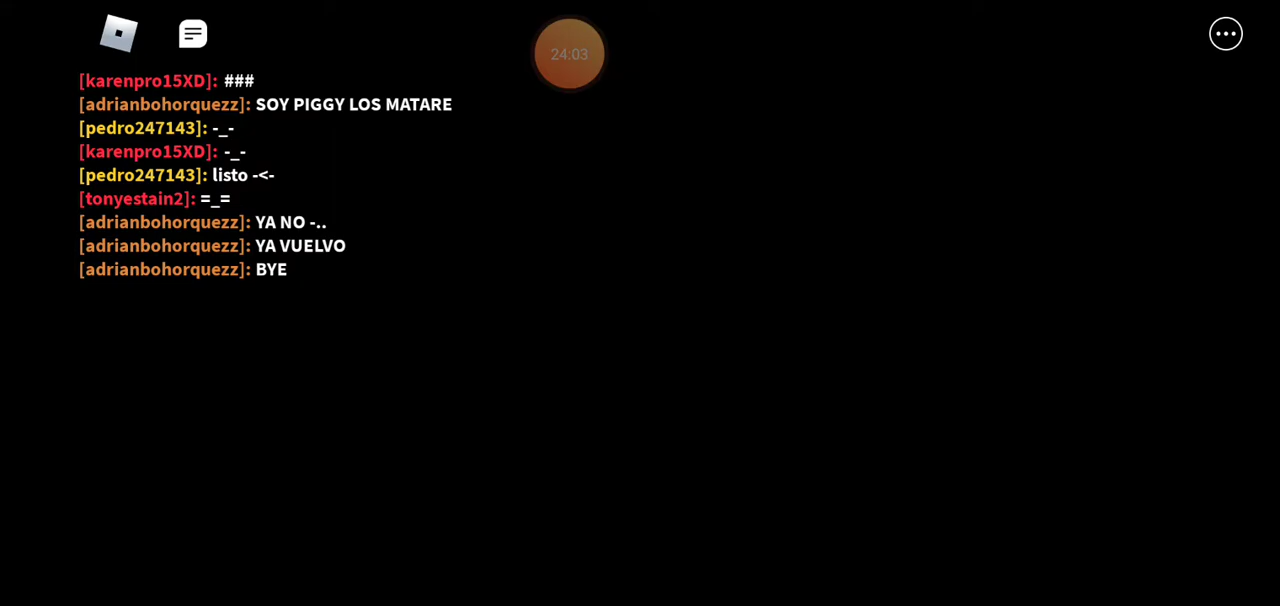 24:03
[karenpro15XD]: ###
[adrianbohorquezz]: SOY PIGGY LOS MATARE
[pedro247143]: -_-
[karenpro15XD]: -_-
[pedro247143]: listo -<-
[tonyestain2]: =_=
[adrianbohorquezz]: YA NO -..
[adrianbohorquezz]: YA VUELVO
[adrianbohorquezz]: BYE